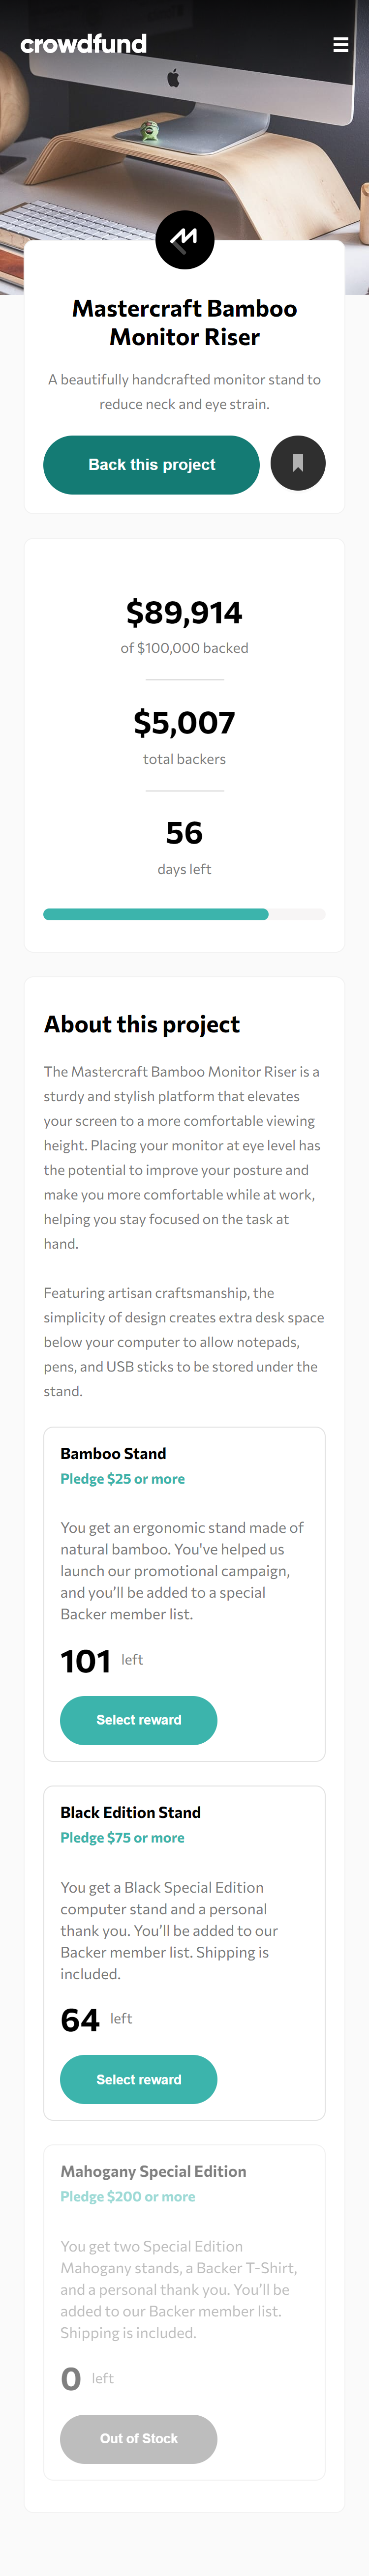 crowdfund
Mastercraft Bamboo
Monitor Riser
A beautifully handcrafted monitor stand to
reduce neck and eye strain.
Back this project
$89,914
of $100,000 backed
$5,007
total backers
56
days left
About this project
The Mastercraft Bamboo Monitor Riser is a
sturdy and stylish platform that elevates
your screen to a more comfortable viewing
height. Placing your monitor at eye level has
the potential to improve your posture and
make you more comfortable while at work,
helping you stay focused on the task at
hand.
Featuring artisan craftsmanship, the
simplicity of design creates extra desk space
below your computer to allow notepads,
pens, and USB sticks to be stored under the
stand.
Bamboo Stand
Pledge $25 or more
You get an ergonomic stand made of
natural bamboo. You've helped us
launch our promotional campaign,
and you’ll be added to a special
Backer member list.
101 left
Select reward
Black Edition Stand
Pledge $75 or more
You get a Black Special Edition
computer stand and a personal
thank you. You’ll be added to our
Backer member list. Shipping is
included.
64 left
Select reward
Mahogany Special Edition
Pledge $200 or more
You get two Special Edition
Mahogany stands, a Backer T-Shirt,
and a personal thank you. You’ll be
added to our Backer member list.
Shipping is included.
0 left
Out of Stock